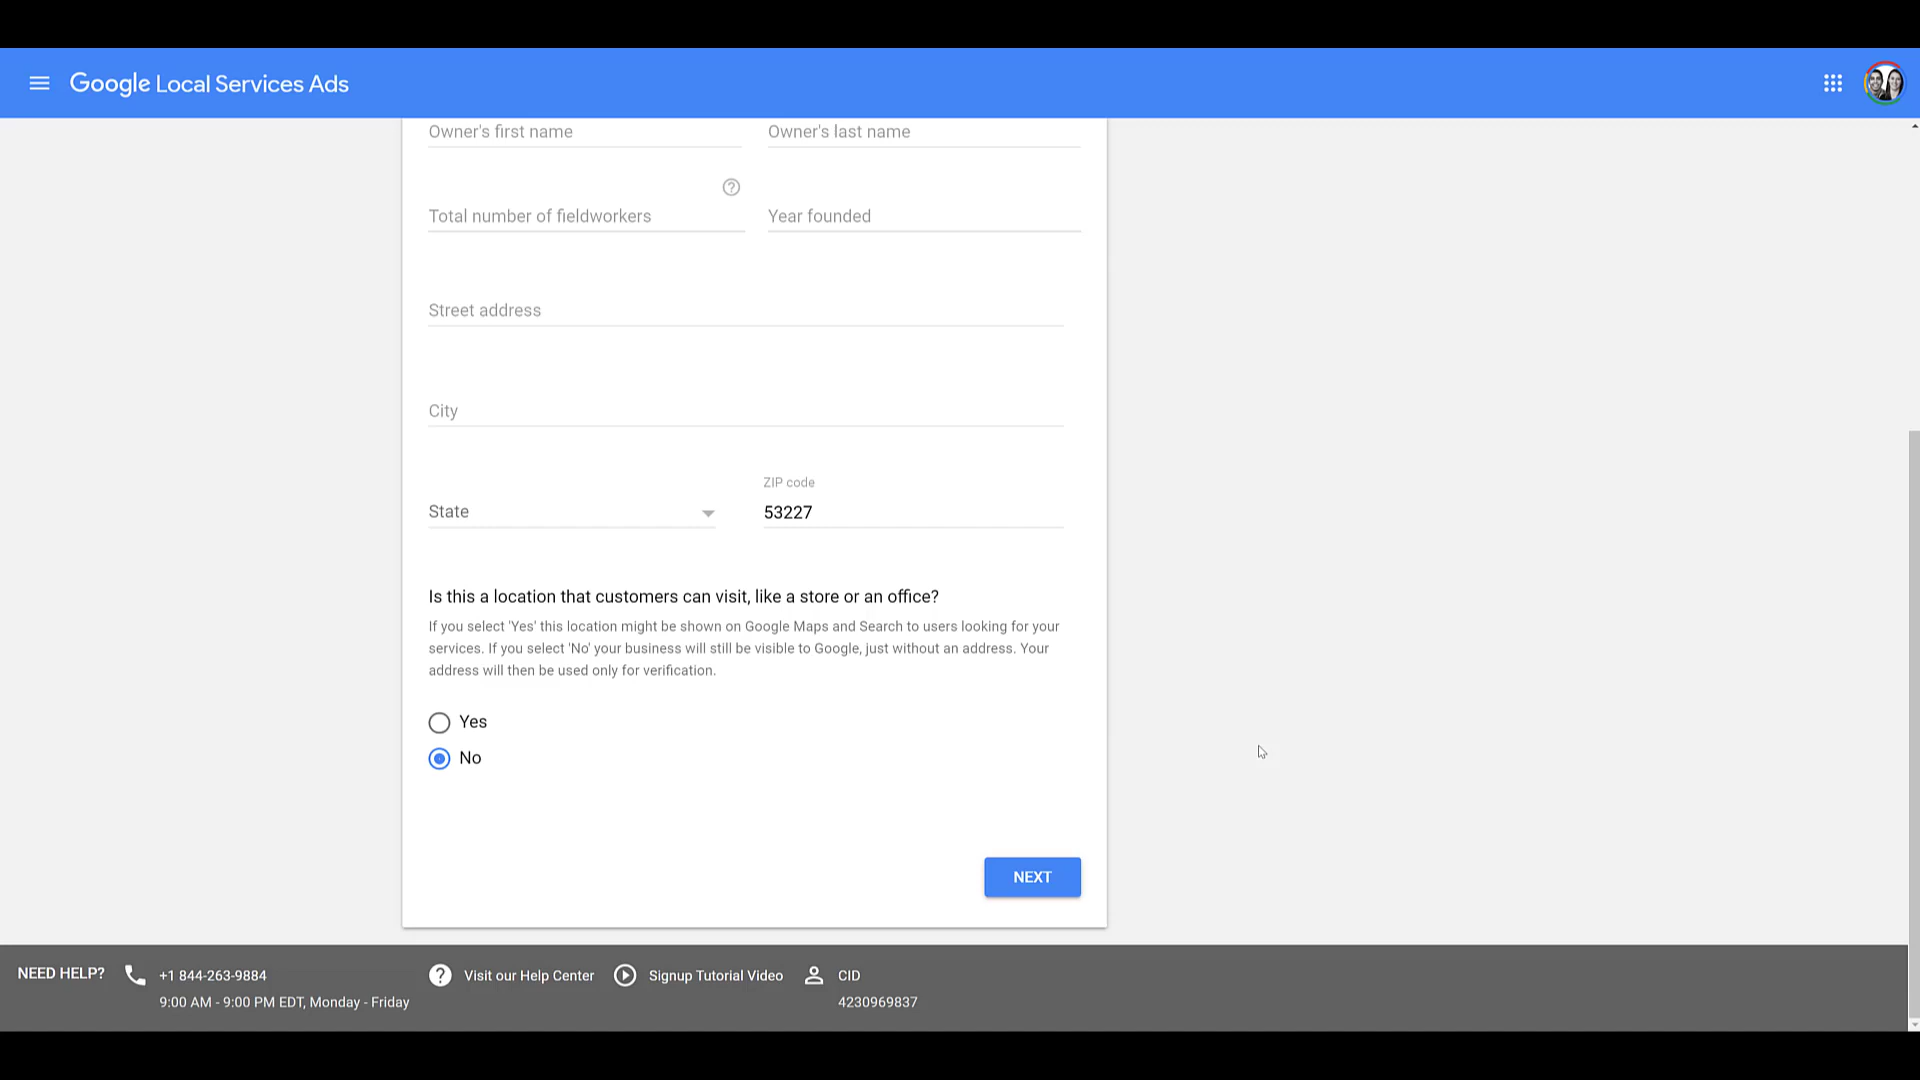 Google Local Services Ads
Owner's first name
Owner's last name
Total number of fieldworkers
Year founded
Street address
City
ZIP code
State
53227
Is this a location that customers can visit, like a store or an office?
If you select 'Yes' this location might be shown on Google Maps and Search to users looking for your
services. If you select 'No' your business will still be visible to Google, just without an address. Your
address will then be used only for verification.
Yes
No
NEXT
NEED HELP?
+1 844-263-9884
9:00 AM - 9:00 PM EDT, Monday - Friday
Visit our Help Center
Signup Tutorial Video
CID
4230969837